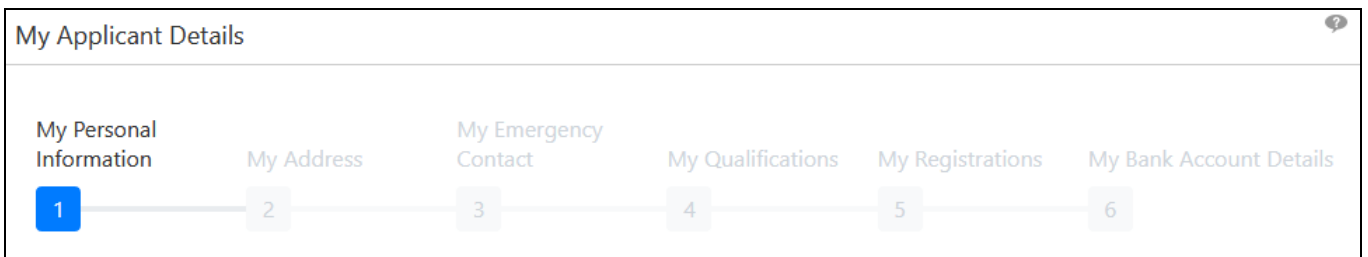 My Applicant Details
?
My Personal
Information
My Address
My Emergency
Contact
My Qualifications
My Registrations
My Bank Account Details
1
2
3
4
5
6